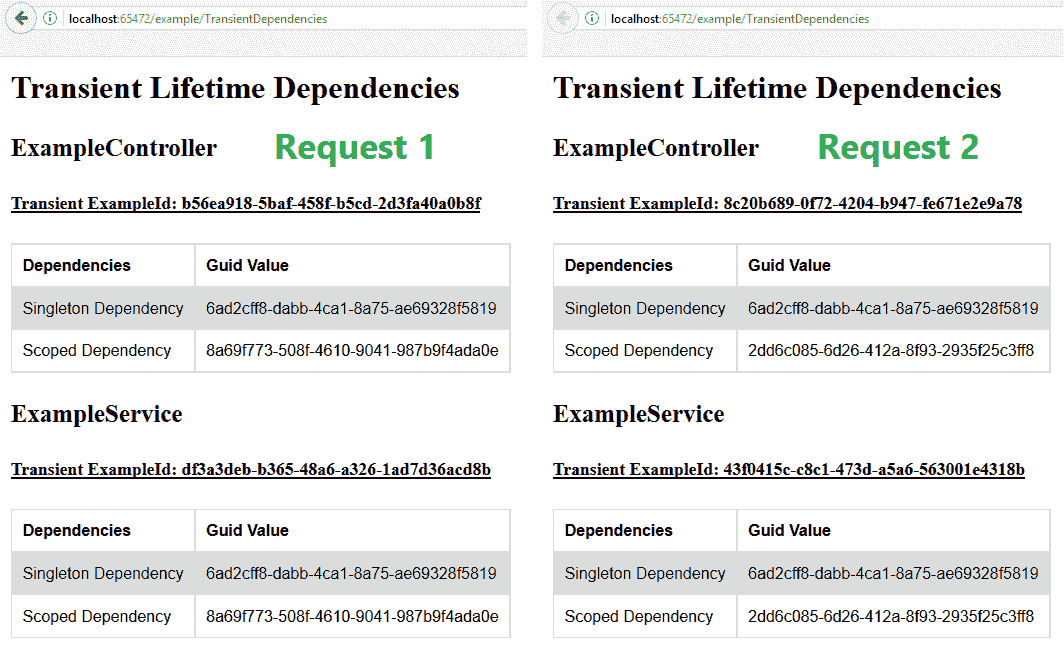 localhost:65472/example/TransientDependencies
Transient Lifetime Dependencies
ExampleController Request 1
Transient ExampleId: b56ea918-5baf-458f-b5cd-2d3fa40a0b8f
Dependencies Guid Value
Singleton Dependency 6ad2cff8-dabb-4ca1-8a75-ae69328f5819
Scoped Dependency 8a69f773-508f-4610-9041-987b9f4ada0e
ExampleService
Transient ExampleId: df3a3deb-b365-48a6-a326-1ad7d36acd8b
Dependencies Guid Value
Singleton Dependency 6ad2cff8-dabb-4ca1-8a75-ae69328f5819
Scoped Dependency 8a69f773-508f-4610-9041-987b9f4ada0e
localhost:65472/example/TransientDependencies
Transient Lifetime Dependencies
ExampleController Request 2
Transient ExampleId: 8c20b689-0f72-4204-b947-fe671e2e9a78
Dependencies Guid Value
Singleton Dependency 6ad2cff8-dabb-4ca1-8a75-ae69328f5819
Scoped Dependency 2dd6c085-6d26-412a-8f93-2935f25c3ff8
ExampleService
Transient ExampleId: 43f0415c-c8c1-473d-a5a6-563001e4318b
Dependencies Guid Value
Singleton Dependency 6ad2cff8-dabb-4ca1-8a75-ae69328f5819
Scoped Dependency 2dd6c085-6d26-412a-8f93-2935f25c3ff8